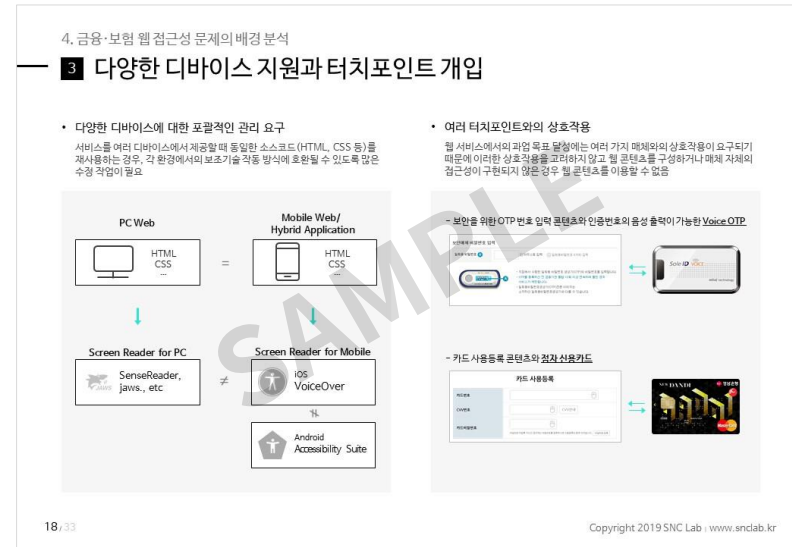 4. 금융·보험 웹 접근성 문제의 배경 분석
3 다양한 디바이스 지원과 터치포인트 개입
• 다양한 디바이스에 대한 포괄적인 관리 요구
서비스를 여러 디바이스에서 제공할 때 동일한 소스코드(HTML, CSS 등)를
재사용하는 경우, 각 환경에서의 보조기술 작동 방식에 호환될 수 있도록 많은
수정 작업이 필요
PC Web
HTML
CSS
...
=
Mobile Web/
Hybrid Application
HTML
CSS
....
Screen Reader for PC
JAWS
SenseReader,
jaws., etc
≠
Screen Reader for Mobile
iOS
VoiceOver
Android
Accessibility Suite
• 여러 터치포인트와의 상호작용
웹 서비스에서의 과업 목표 달성에는 여러 가지 매체와의 상호작용이 요구되기
때문에 이러한 상호작용을 고려하지 않고 웹 콘텐츠를 구성하거나 매체 자체의
접근성이 구현되지 않은 경우 웹 콘텐츠를 이용할 수 없음
- 보안을 위한 OTP 번호 입력 콘텐츠와 인증번호의 음성 출력이 가능한 Voice OTP
- 카드 사용등록 콘텐츠와 점자 신용카드
카드 사용등록
카드번호
CVV번호
카드비밀번호
SAMPLE
18/33
Copyright 2019 SNC Lab | www.snclab.kr